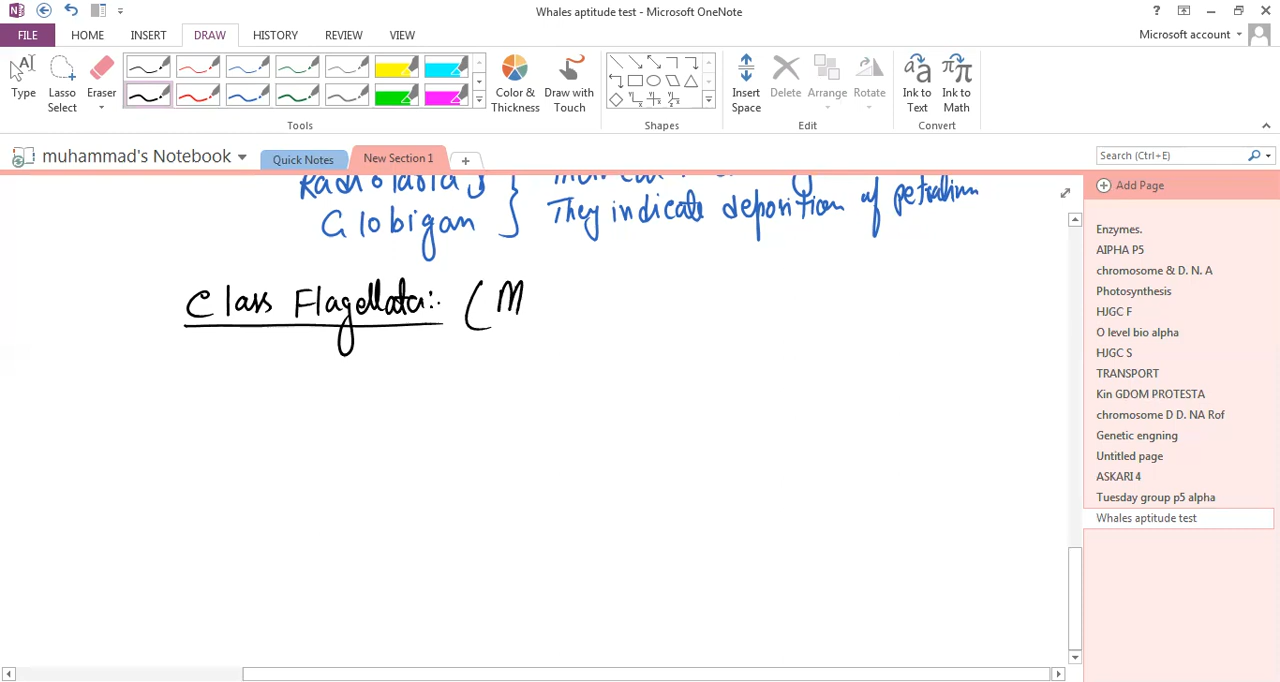 Whales aptitude test - Microsoft OneNote
FILE HOME INSERT DRAW HISTORY REVIEW VIEW
Microsoft account
Type
Lasso Select
Eraser
Color & Thickness
Draw with Touch
Insert Space
Delete
Arrange
Rotate
Ink to Text
Ink to Math
Tools
Shapes
Edit
Convert
muhammad's Notebook
Quick Notes
New Section 1
Search (Ctrl+E)
Radiolaria
Globigan
They indicate deposition of petrolium
Class Flagellata:. ( M
Add Page
Enzymes.
AIPHA P5
chromosome & D. N. A
Photosynthesis
HJGC F
O level bio alpha
HJGC S
TRANSPORT
Kin GDOM PROTESTA
chromosome D D. NA Rof
Genetic engning
Untitled page
ASKARI 4
Tuesday group p5 alpha
Whales aptitude test